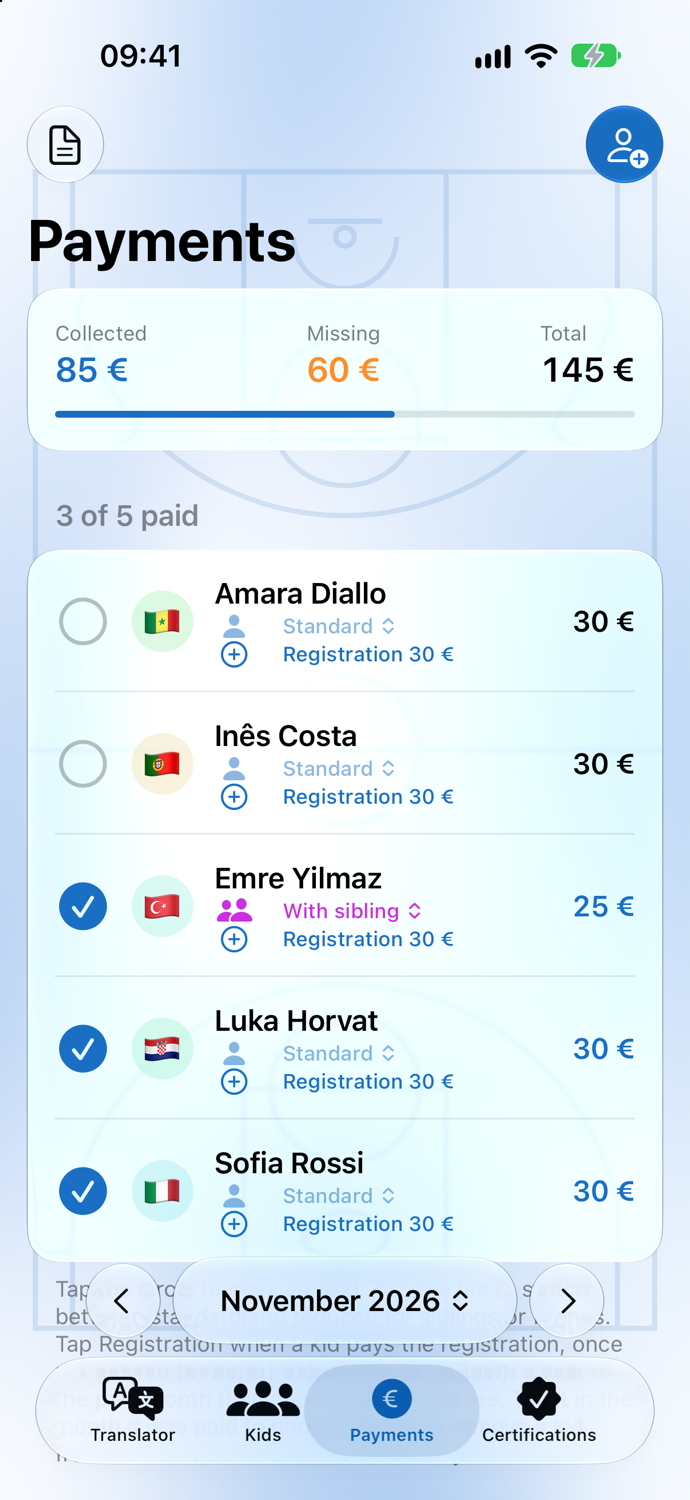 09:41
Payments
Collected Missing Total
85 € 60 € 145 €
3 of 5 paid
Amara Diallo
Standard
30 €
Registration 30 €
Inês Costa
Standard
30 €
Registration 30 €
Emre Yilmaz
With sibling
25 €
Registration 30 €
Luka Horvat
Standard
30 €
Registration 30 €
Sofia Rossi
Standard
30 €
Registration 30 €
November 2026
Tap Registration when a kid pays the registration, once
A 文
€
Translator Kids Payments Certifications